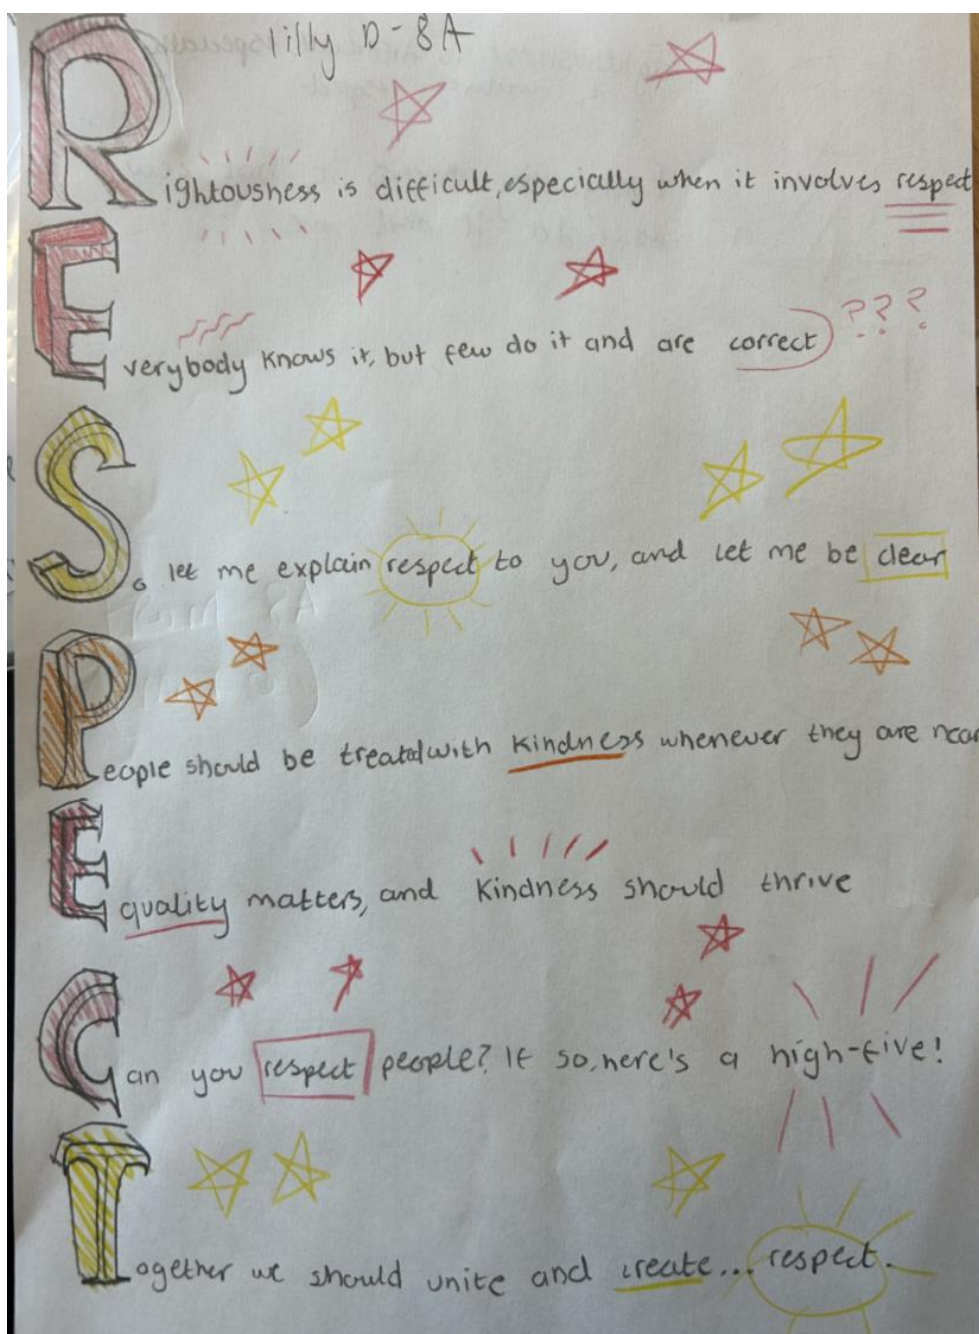 lilly D - 8A
Rightousness is difficult, especially when it involves respect
Everybody knows it, but few do it and are correct ???
So let me explain respect to you, and let me be clear
People should be treated with kindness whenever they are near
Equality matters, and kindness should thrive
Can you respect people? If so, here's a high-five!
Together we should unite and create... respect.